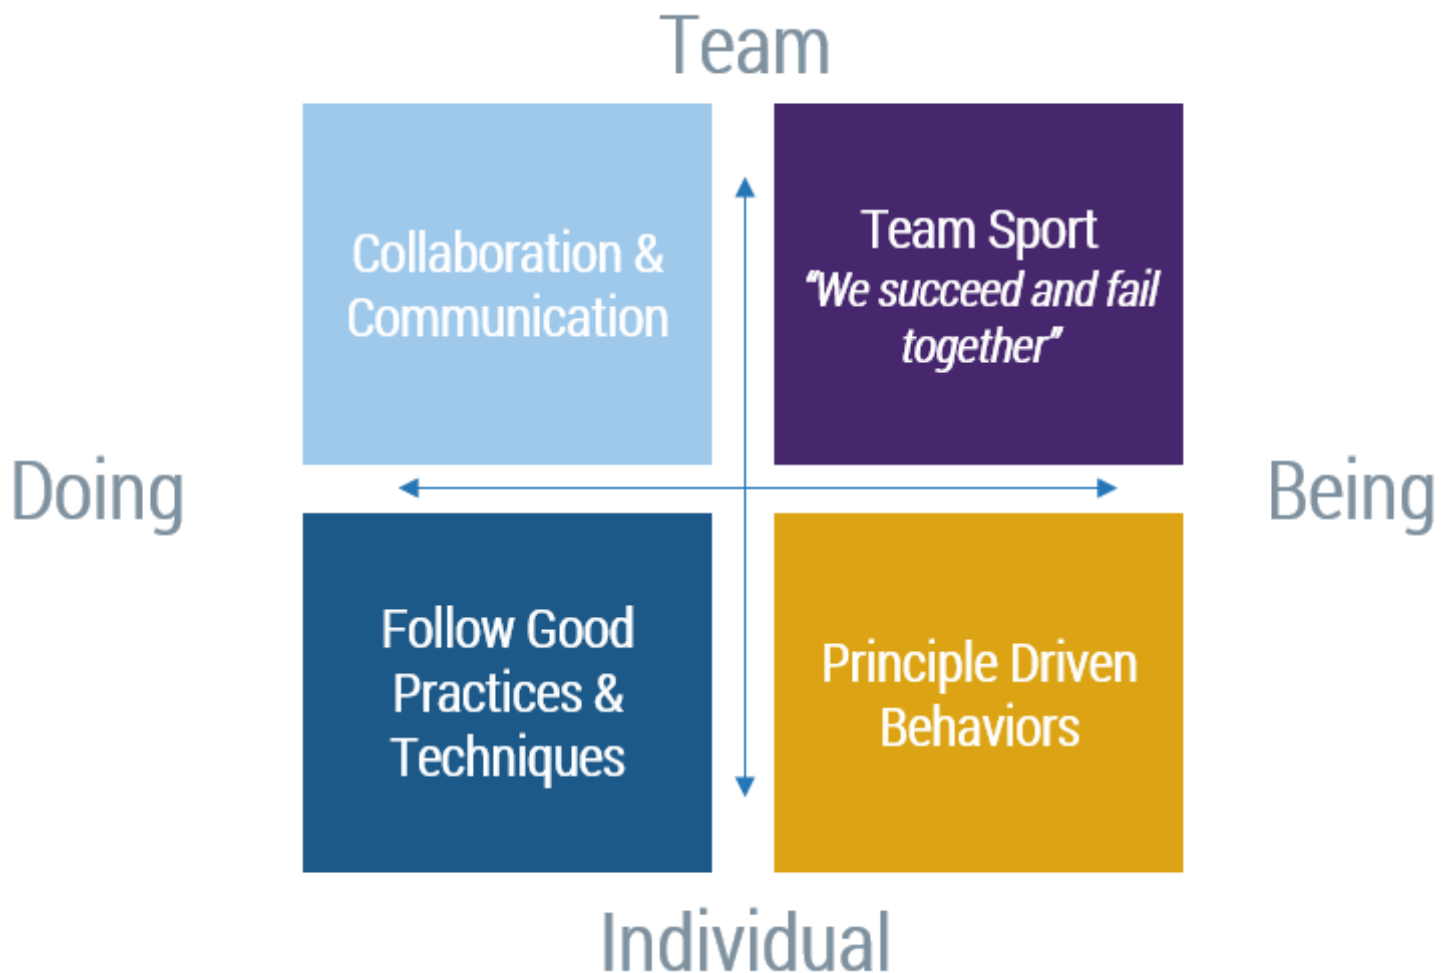 Team
Collaboration &
Communication
Team Sport
"We succeed and fail
together"
Doing
Being
Follow Good
Practices &
Techniques
Principle Driven
Behaviors
Individual